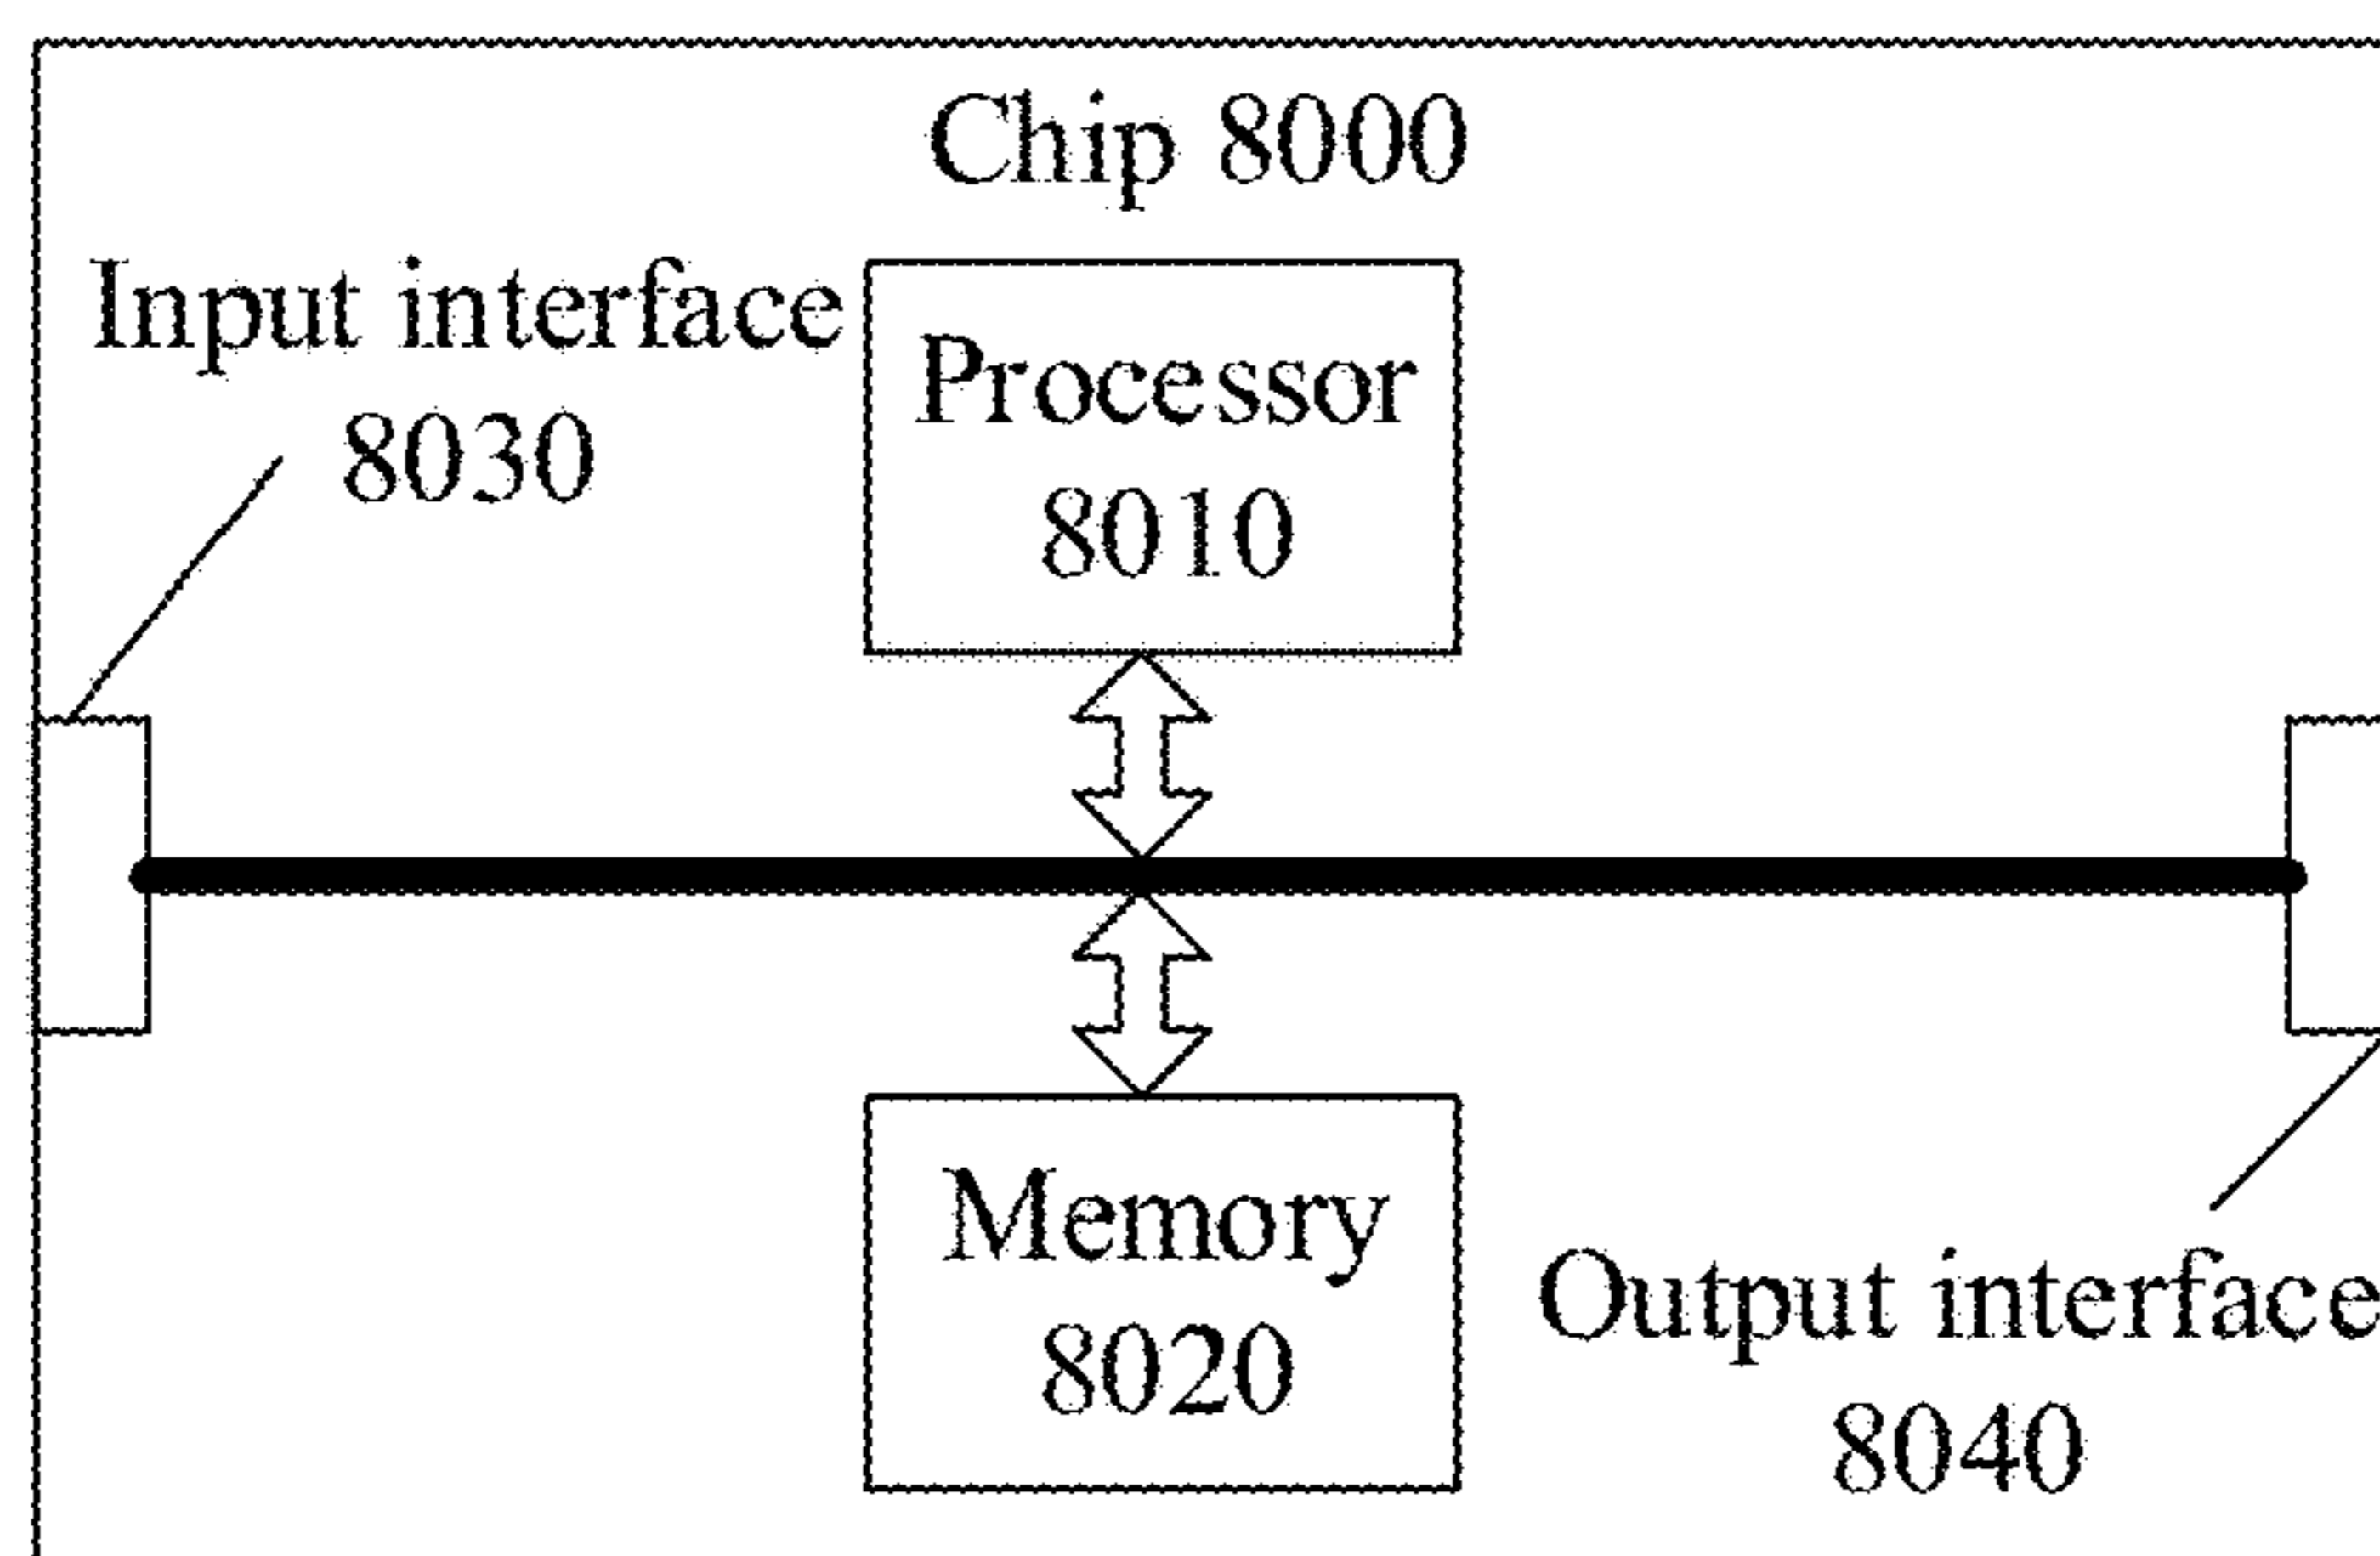 Chip 8000
Input interface
8030
Processor
8010
Memory
8020
Output interface
8040